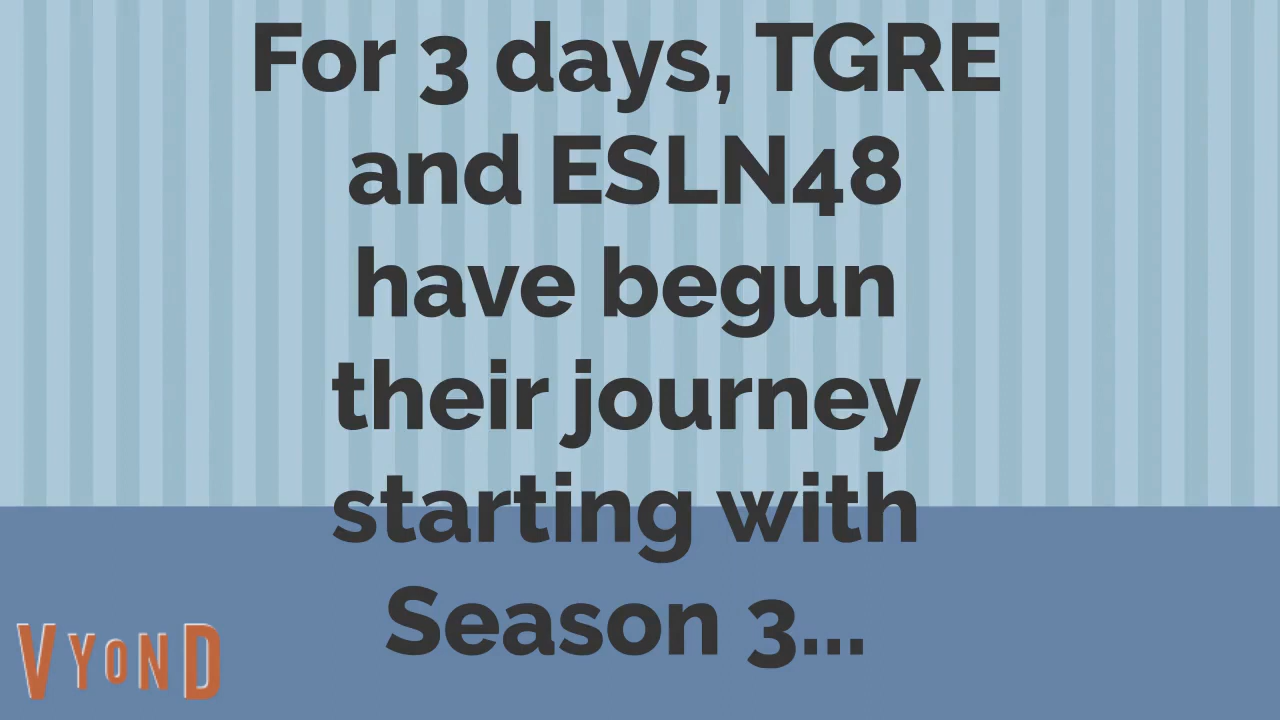 For 3 days, TGRE
and ESLN48
have begun
their journey
starting with
Season 3...
VYOND